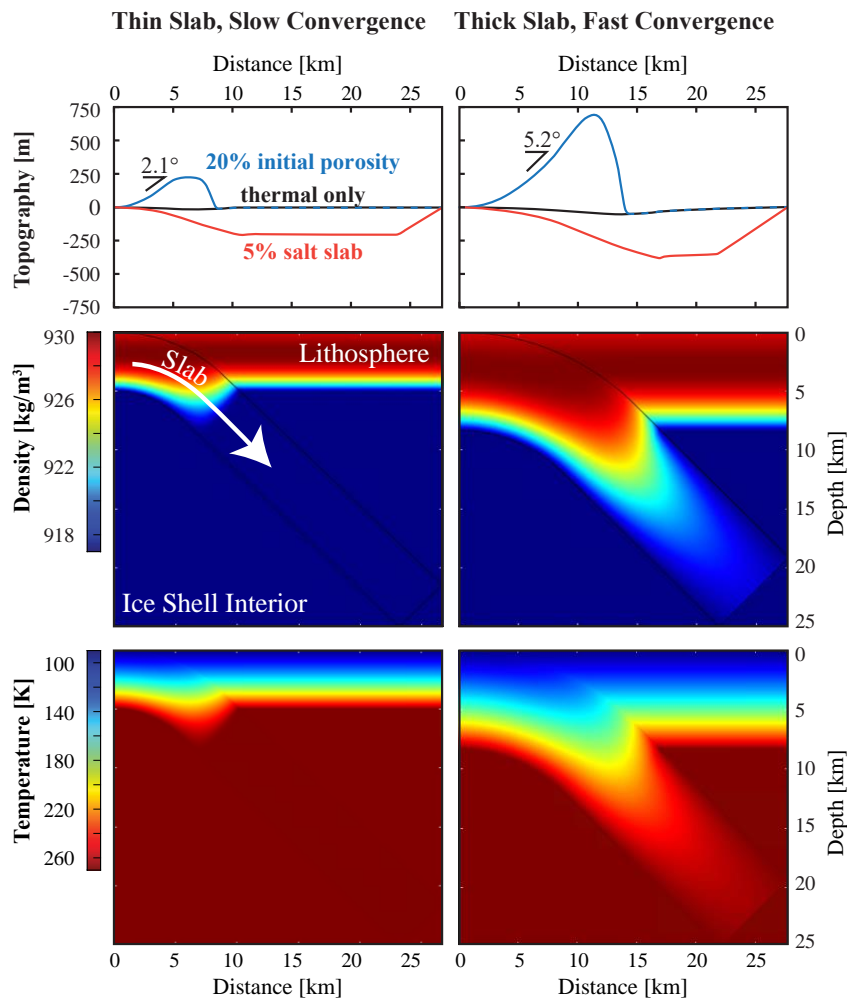 Thin Slab, Slow Convergence
Thick Slab, Fast Convergence
Distance [km]
Distance [km]
0 5 10 15 20 25
0 5 10 15 20 25
Topography [m]
750
500
250
0
-250
-500
-750
2.1°
20% initial porosity
thermal only
5% salt slab
5.2°
Density [kg/m³]
930
926
922
918
Slab
Lithosphere
Ice Shell Interior
0
5
10
15
20
25
Depth [km]
Temperature [K]
100
140
180
220
260
0
5
10
15
20
25
Depth [km]
0 5 10 15 20 25
0 5 10 15 20 25
Distance [km]
Distance [km]